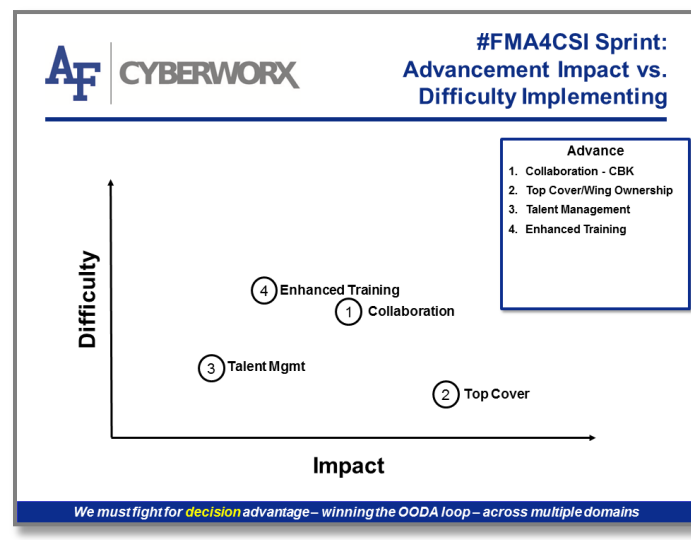 AF CYBERWORX
#FMA4CSI Sprint:
Advancement Impact vs.
Difficulty Implementing
Advance
1. Collaboration - CBK
2. Top Cover/Wing Ownership
3. Talent Management
4. Enhanced Training
Difficulty
4 Enhanced Training
1 Collaboration
3 Talent Mgmt
2 Top Cover
Impact
We must fight for decision advantage – winning the OODA loop – across multiple domains